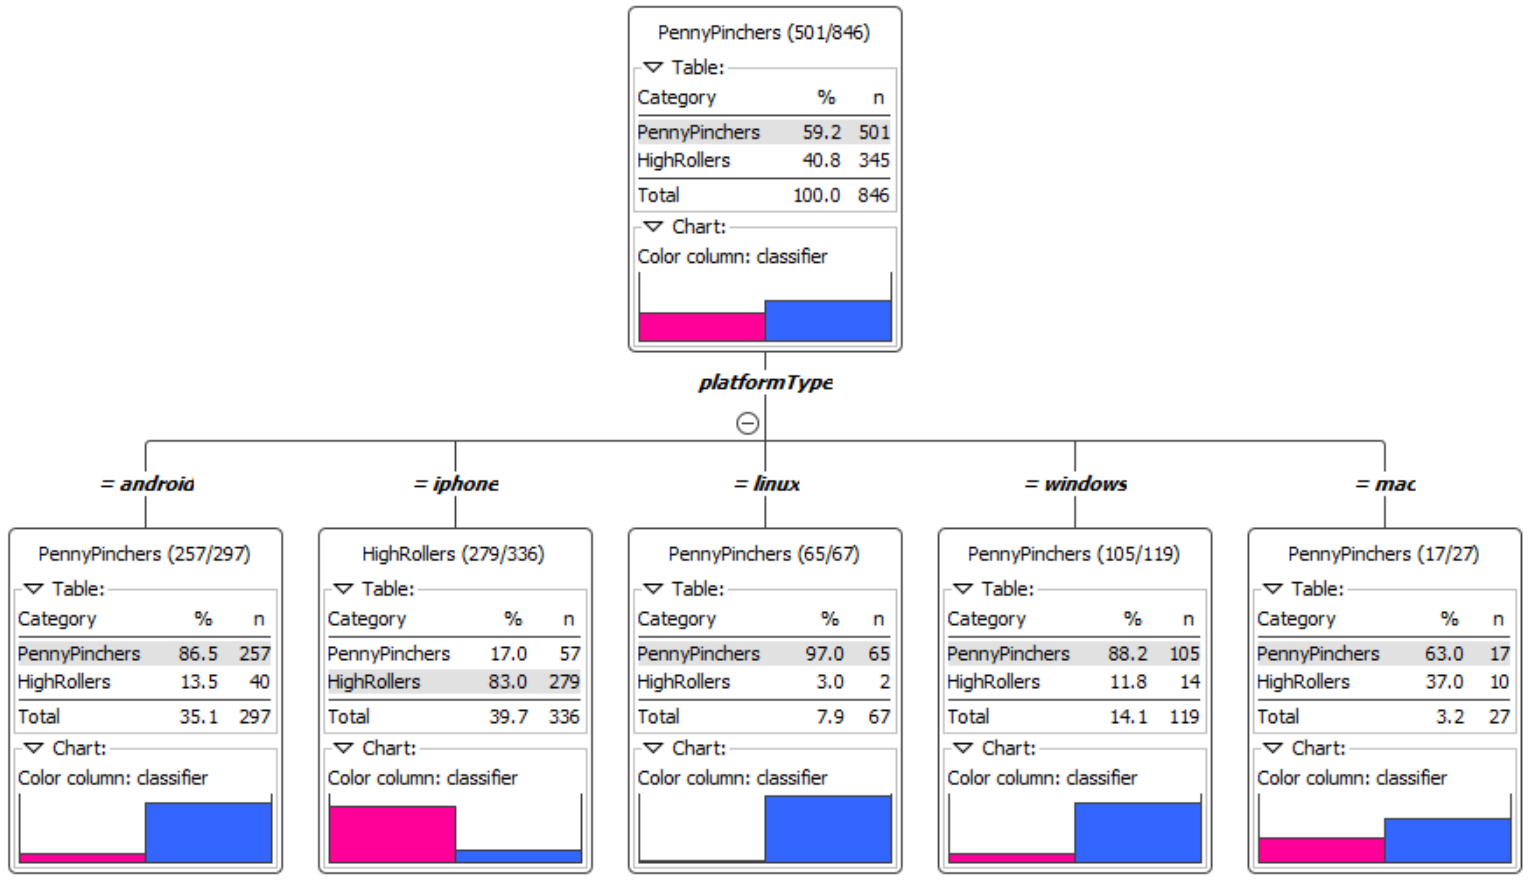 PennyPinchers (501/846)
Table:
Category % n
PennyPinchers 59.2 501
HighRollers 40.8 345
Total 100.0 846
Chart:
Color column: classifier
platformType
= android
= iphone
= linux
= windows
= mac
PennyPinchers (257/297)
Table:
Category % n
PennyPinchers 86.5 257
HighRollers 13.5 40
Total 35.1 297
Chart:
Color column: classifier
HighRollers (279/336)
Table:
Category % n
PennyPinchers 17.0 57
HighRollers 83.0 279
Total 39.7 336
Chart:
Color column: classifier
PennyPinchers (65/67)
Table:
Category % n
PennyPinchers 97.0 65
HighRollers 3.0 2
Total 7.9 67
Chart:
Color column: classifier
PennyPinchers (105/119)
Table:
Category % n
PennyPinchers 88.2 105
HighRollers 11.8 14
Total 14.1 119
Chart:
Color column: classifier
PennyPinchers (17/27)
Table:
Category % n
PennyPinchers 63.0 17
HighRollers 37.0 10
Total 3.2 27
Chart:
Color column: classifier